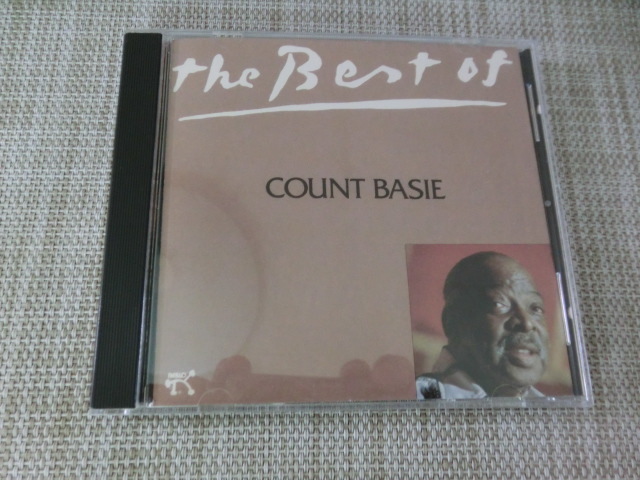 the Best of
COUNT BASIE